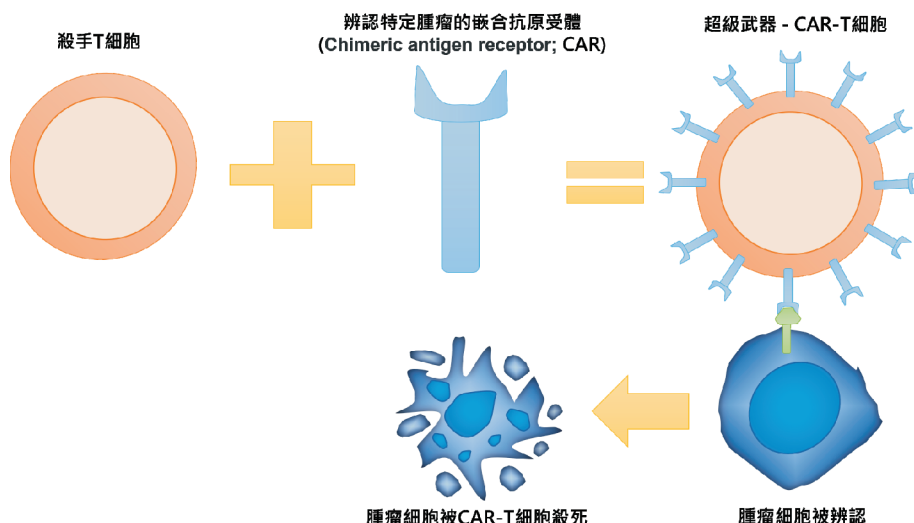 殺手T細胞
辨認特定腫瘤的嵌合抗原受體
(Chimeric antigen receptor; CAR)
超級武器 - CAR-T細胞
腫瘤細胞被CAR-T細胞殺死
腫瘤細胞被辨認